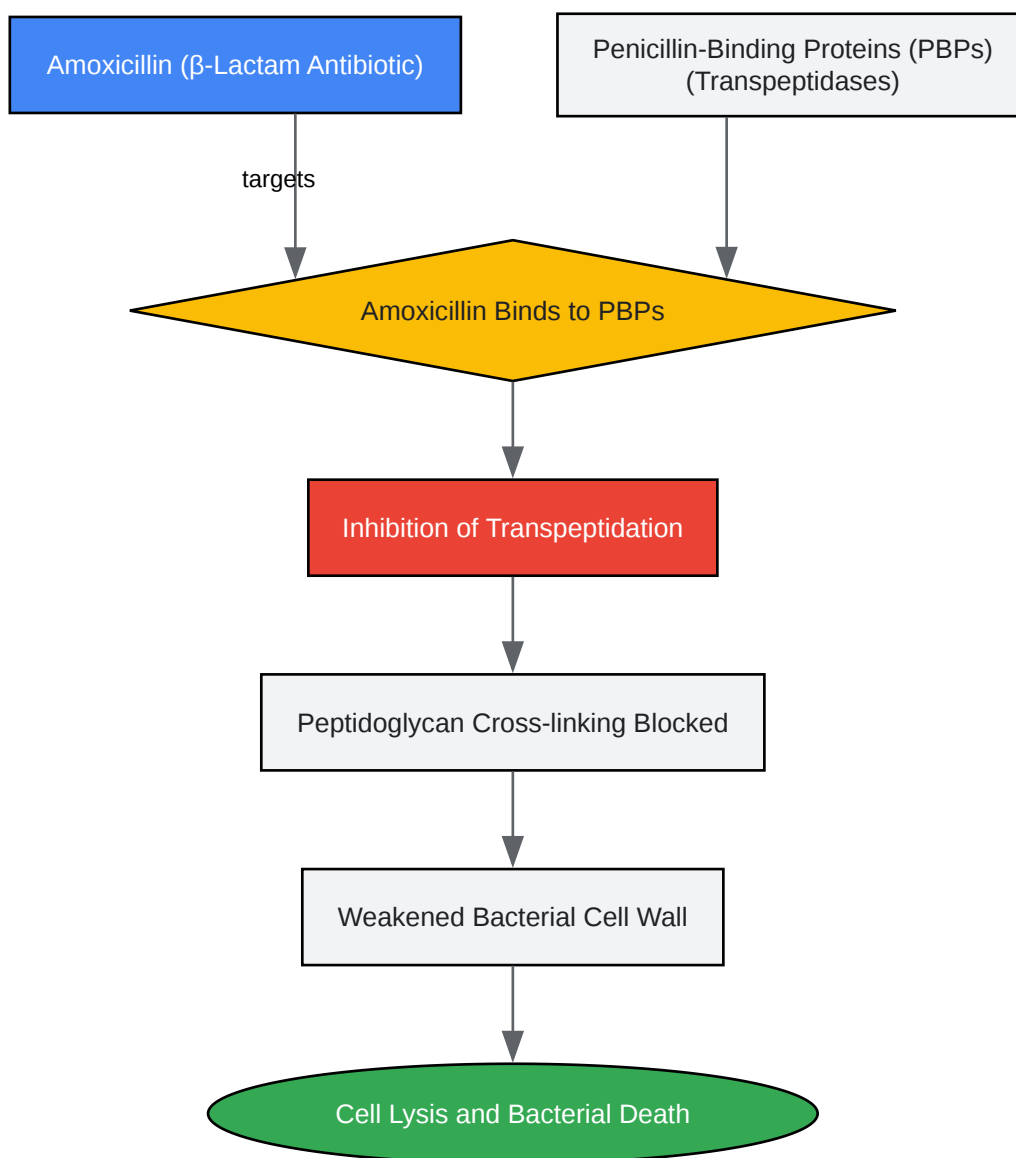 Amoxicillin (β-Lactam Antibiotic)
Penicillin-Binding Proteins (PBPs)
(Transpeptidases)
targets
Amoxicillin Binds to PBPs
Inhibition of Transpeptidation
Peptidoglycan Cross-linking Blocked
Weakened Bacterial Cell Wall
Cell Lysis and Bacterial Death